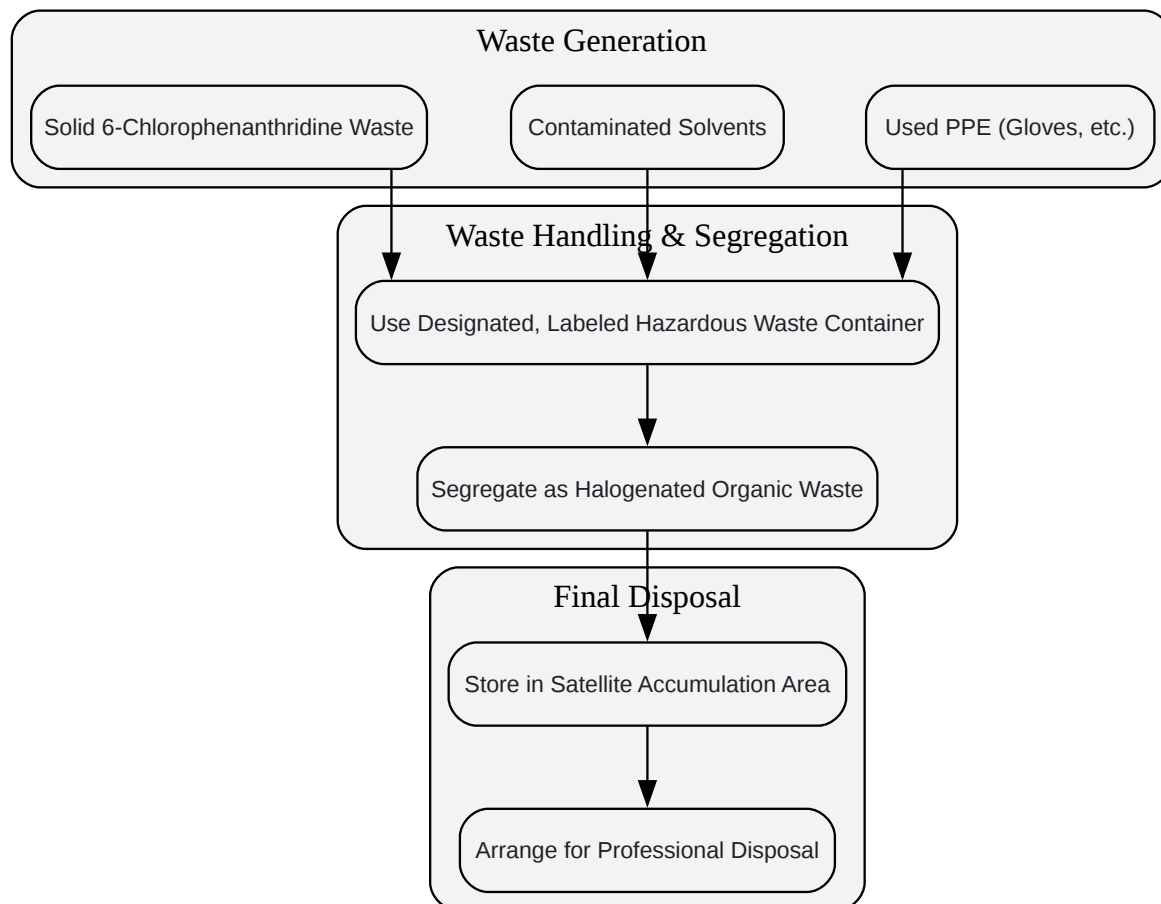 Waste Generation
Solid 6-Chlorophenanthridine Waste
Contaminated Solvents
Used PPE (Gloves, etc.)
Waste Handling & Segregation
Use Designated, Labeled Hazardous Waste Container
Segregate as Halogenated Organic Waste
Final Disposal
Store in Satellite Accumulation Area
Arrange for Professional Disposal